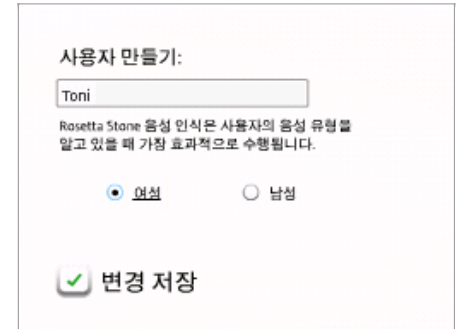 사용자 만들기:
Toni
Rosetta Stone 음성 인식은 사용자의 음성 유형을
알고 있을 때 가장 효과적으로 수행됩니다.
여성 남성
변경 저장